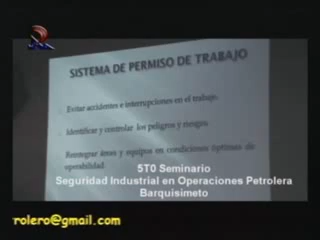 SISTEMA DE PERMISO DE TRABAJO
Evitar accidentes e interrupciones en el trabajo.
Identificar y controlar los peligros y riesgos.
Reintegrar áreas y equipos en condiciones óptimas de
operabilidad.
5T0 Seminario
Seguridad Industrial en Operaciones Petrolera
Barquisimeto
rolero@gmail.com